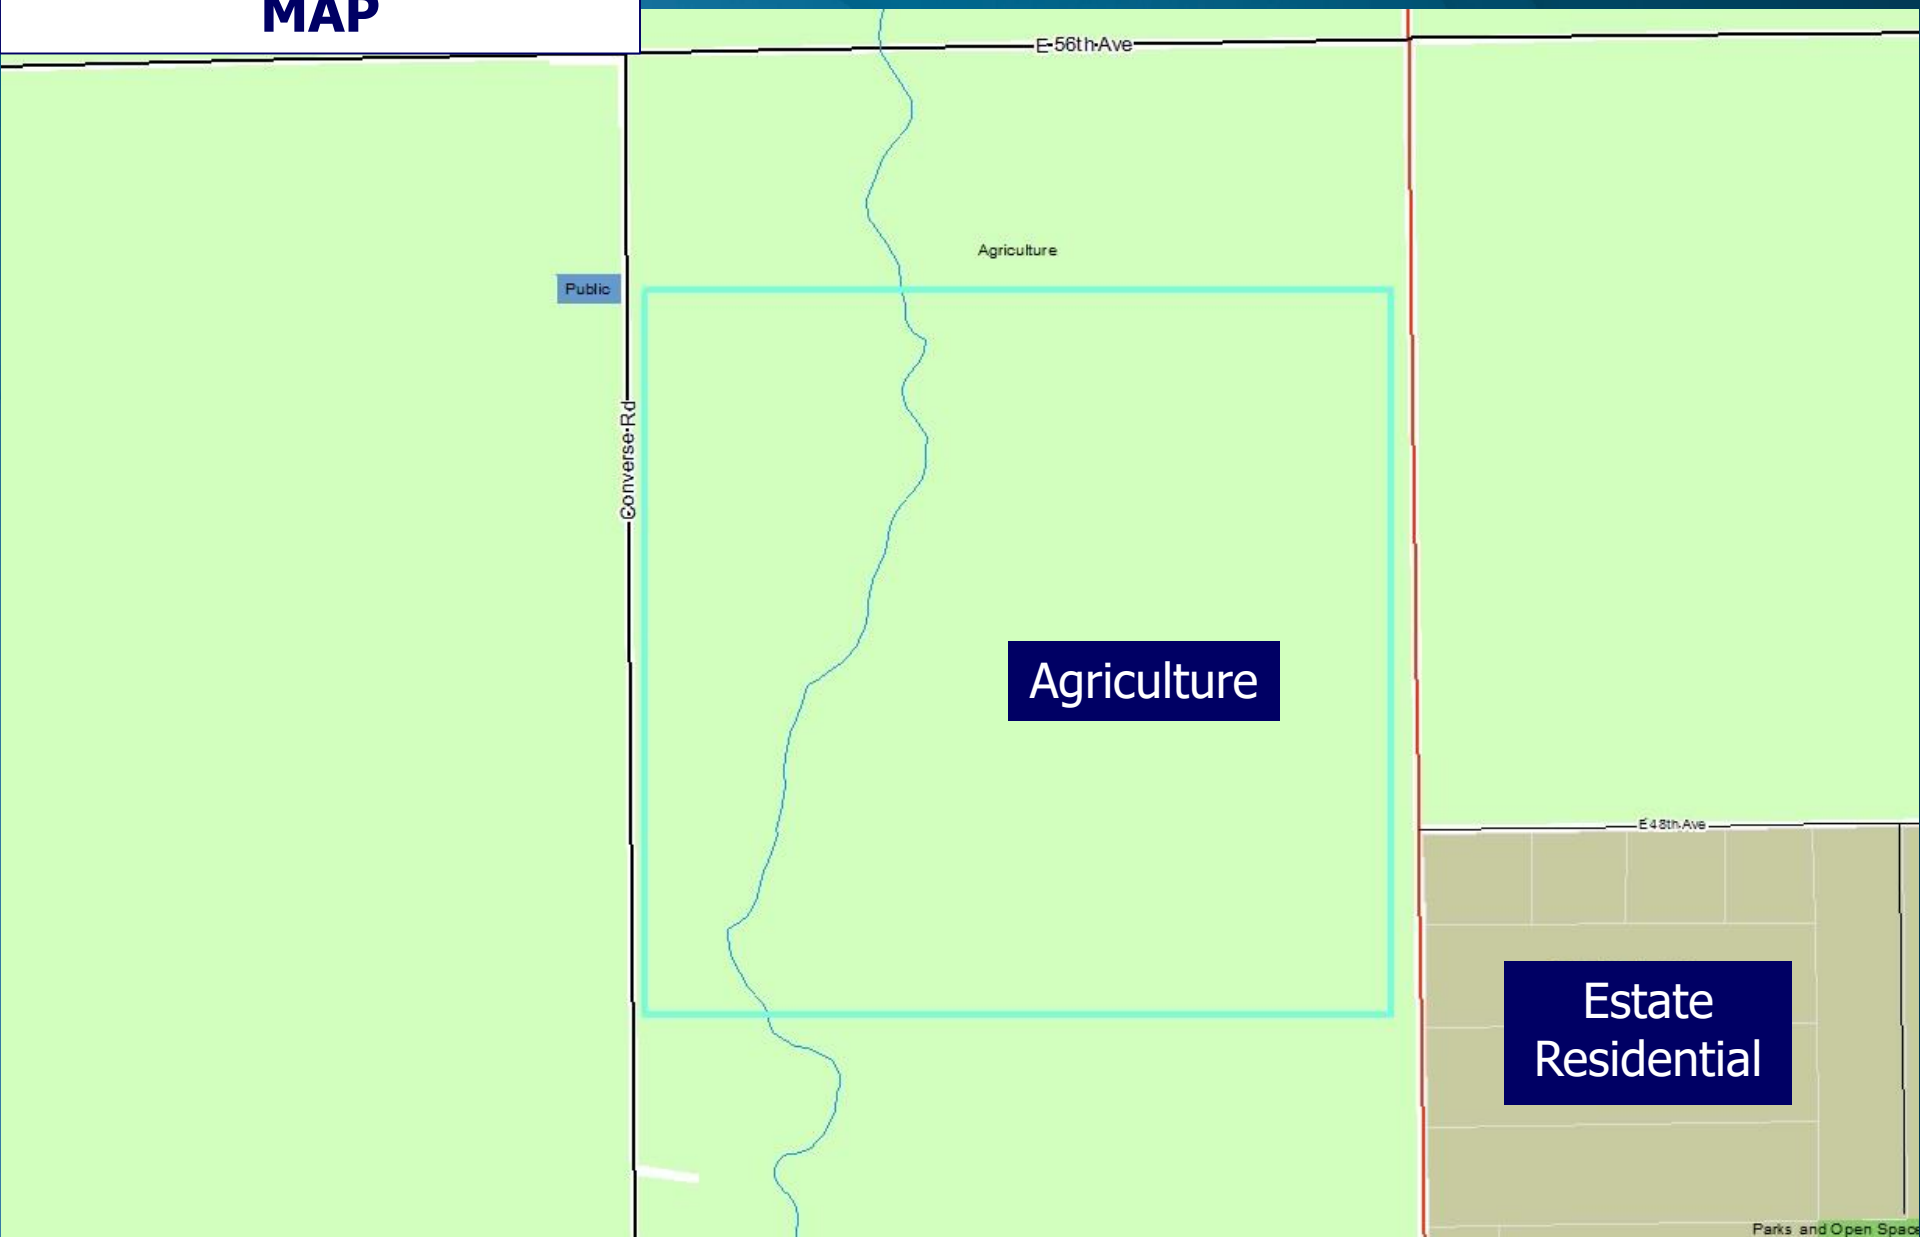 MAP
E 56th Ave
Agriculture
Public
Converse Rd
Agriculture
E 48th Ave
Estate
Residential
Parks and Open Space